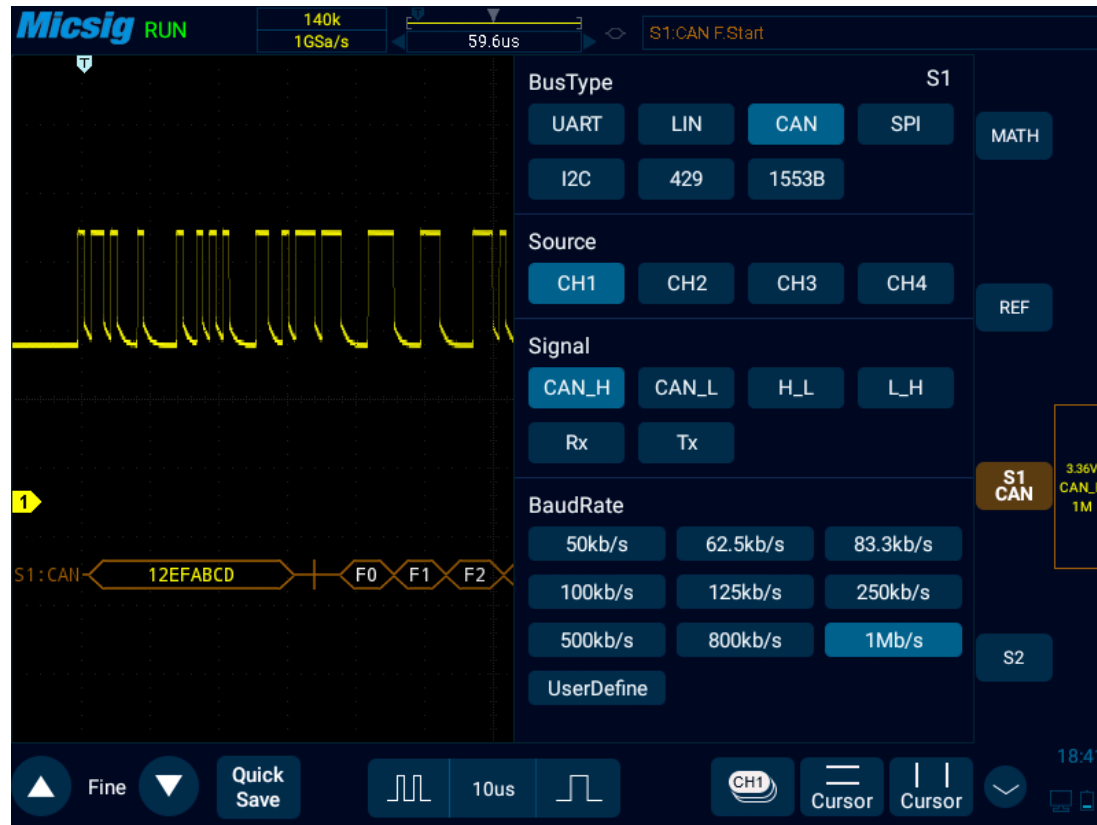 Micsig RUN 140k 1GSa/s 59.6us S1:CAN F.Start
T
BusType S1
UART LIN CAN SPI
I2C 429 1553B
MATH
Source
CH1 CH2 CH3 CH4
REF
Signal
CAN_H CAN_L H_L L_H
Rx Tx
S1
CAN
3.36V
CAN_
1M
1
BaudRate
50kb/s 62.5kb/s 83.3kb/s
S1:CAN 12EFABCD F0 F1 F2
100kb/s 125kb/s 250kb/s
500kb/s 800kb/s 1Mb/s
S2
UserDefine
Fine
Quick
Save
10us
CH1
Cursor
Cursor
18:4